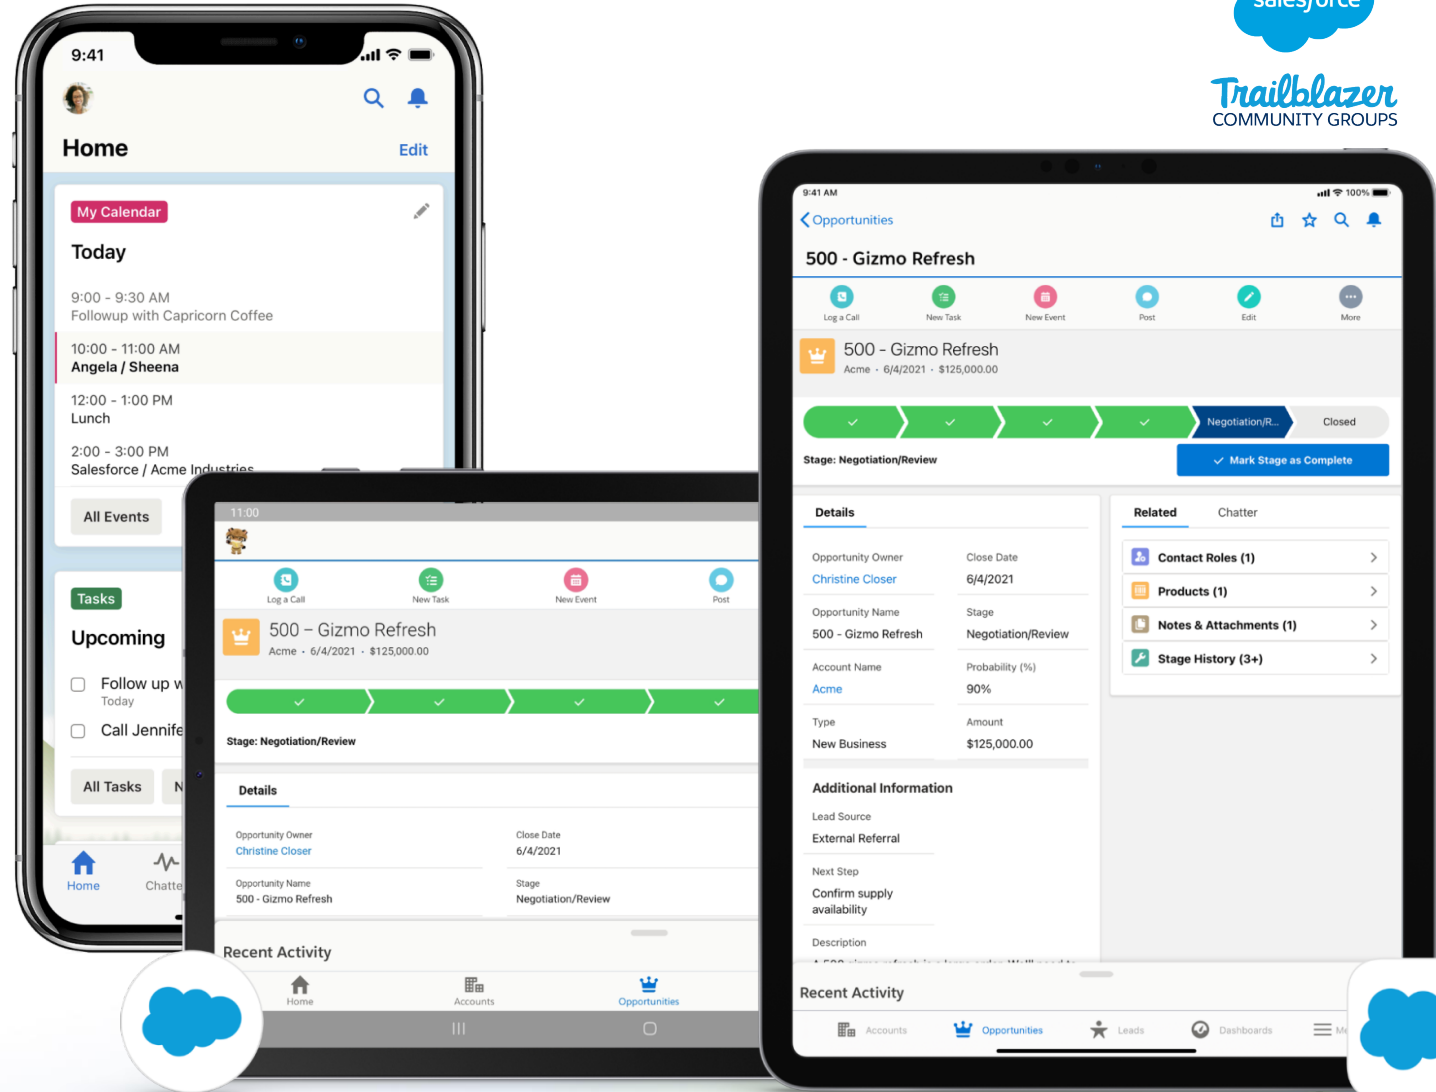 salesforce
Trailblazer
COMMUNITY GROUPS
9:41
Home
Edit
My Calendar
Today
9:00 - 9:30 AM
Followup with Capricorn Coffee
10:00 - 11:00 AM
Angela / Sheena
12:00 - 1:00 PM
Lunch
2:00 - 3:00 PM
Salesforce / Acme Industries
All Events
Tasks
Upcoming
Follow up w
Today
Call Jennife
All Tasks
N
Home
Chatte
11:00
Log a Call
New Task
New Event
Post
500 – Gizmo Refresh
Acme • 6/4/2021 • $125,000.00
Stage: Negotiation/Review
Details
Opportunity Owner
Close Date
Christine Closer
6/4/2021
Opportunity Name
Stage
500 - Gizmo Refresh
Negotiation/Review
Recent Activity
Home
Accounts
Opportunities
9:41 AM
100%
Opportunities
500 - Gizmo Refresh
Log a Call
New Task
New Event
Post
Edit
More
500 - Gizmo Refresh
Acme • 6/4/2021 • $125,000.00
Negotiation/R...
Closed
Stage: Negotiation/Review
Mark Stage as Complete
Details
Opportunity Owner
Close Date
Christine Closer
6/4/2021
Opportunity Name
Stage
500 - Gizmo Refresh
Negotiation/Review
Account Name
Probability (%)
Acme
90%
Type
Amount
New Business
$125,000.00
Additional Information
Lead Source
External Referral
Next Step
Confirm supply
availability
Description
Related
Chatter
Contact Roles (1)
Products (1)
Notes & Attachments (1)
Stage History (3+)
Recent Activity
Accounts
Opportunities
Leads
Dashboards
Me